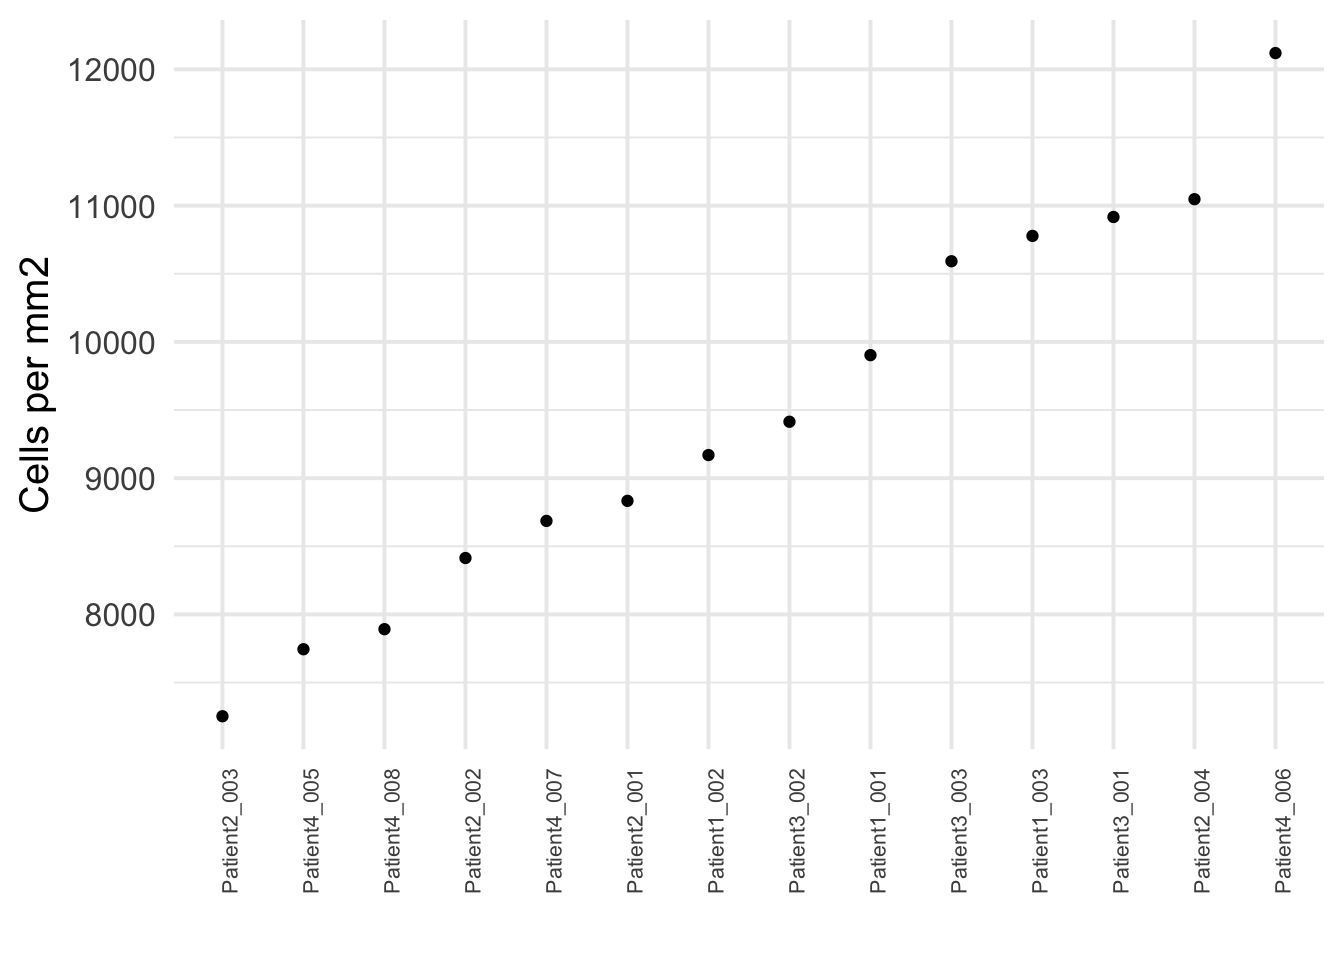 Cells per mm2
12000
11000
10000
9000
8000
Patient2_003
Patient4_005
Patient4_008
Patient2_002
Patient4_007
Patient2_001
Patient1_002
Patient3_002
Patient1_001
Patient3_003
Patient1_003
Patient3_001
Patient2_004
Patient4_006